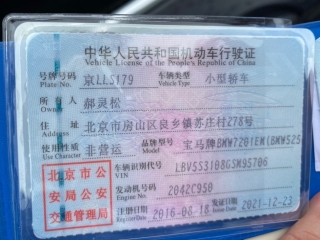 中华人民共和国机动车行驶证
Vehicle License of the People's Republic of China
号牌号码 京LLS179 车辆类型 小型轿车
Plate No. Vehicle Type
所有人 郝灵松
Owner
住址 北京市房山区良乡镇苏庄村278号
Address
使用性质 非营运 品牌型号 宝马牌BMW7201EM(BMW525
Use Character Model
北京市公安局公安交通管理局
车辆识别代号 LBVSS3108GSM95706
VIN
发动机号码 2042C950
Engine No.
注册日期 2016-08-18 发证日期 2021-12-23